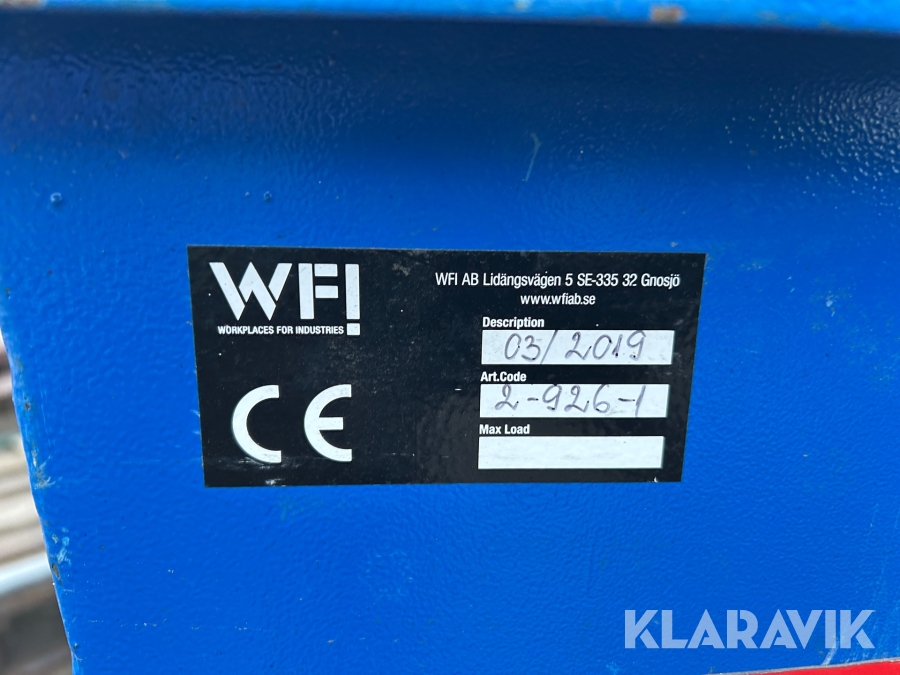 WFI
WORKPLACES FOR INDUSTRIES
WFI AB Lidängsvägen 5 SE-335 32 Gnosjö
www.wfiab.se
Description
03/2019
Art.Code
2-926-1
Max Load
CE
KLARAVIK